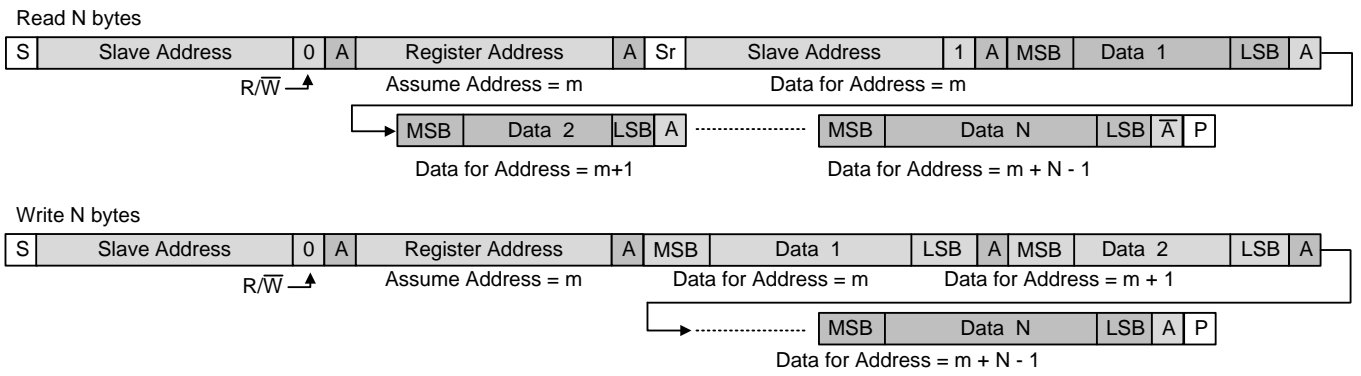 Read N bytes
S Slave Address 0 A Register Address A Sr Slave Address 1 A MSB Data 1 LSB A
R/W̅ Assume Address = m Data for Address = m
MSB Data 2 LSB A MSB Data N LSB A̅ P
Data for Address = m+1 Data for Address = m + N - 1
Write N bytes
S Slave Address 0 A Register Address A MSB Data 1 LSB A MSB Data 2 LSB A
R/W̅ Assume Address = m Data for Address = m Data for Address = m + 1
MSB Data N LSB A P
Data for Address = m + N - 1